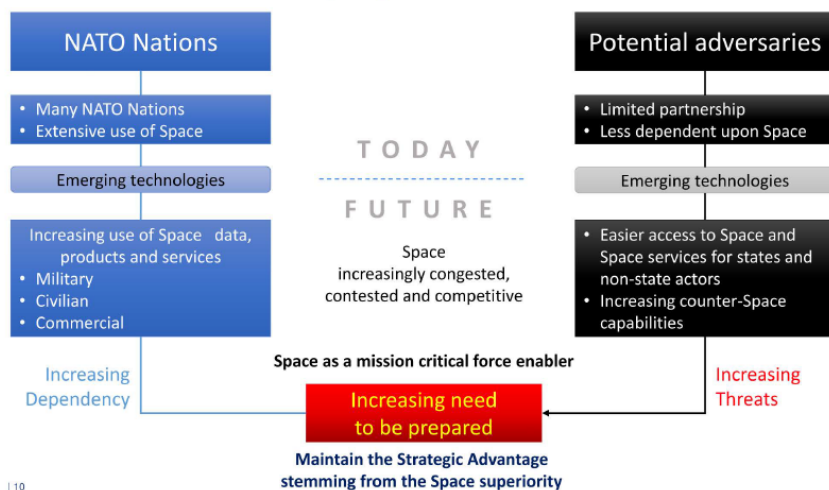 NATO Nations
• Many NATO Nations
• Extensive use of Space
Emerging technologies
Increasing use of Space data,
products and services
• Military
• Civilian
• Commercial
Increasing
Dependency
TODAY
FUTURE
Space
increasingly congested,
contested and competitive
Potential adversaries
• Limited partnership
• Less dependent upon Space
Emerging technologies
• Easier access to Space and
Space services for states and
non-state actors
• Increasing counter-Space
capabilities
Increasing
Threats
Space as a mission critical force enabler
Increasing need
to be prepared
Maintain the Strategic Advantage
stemming from the Space superiority
| 10